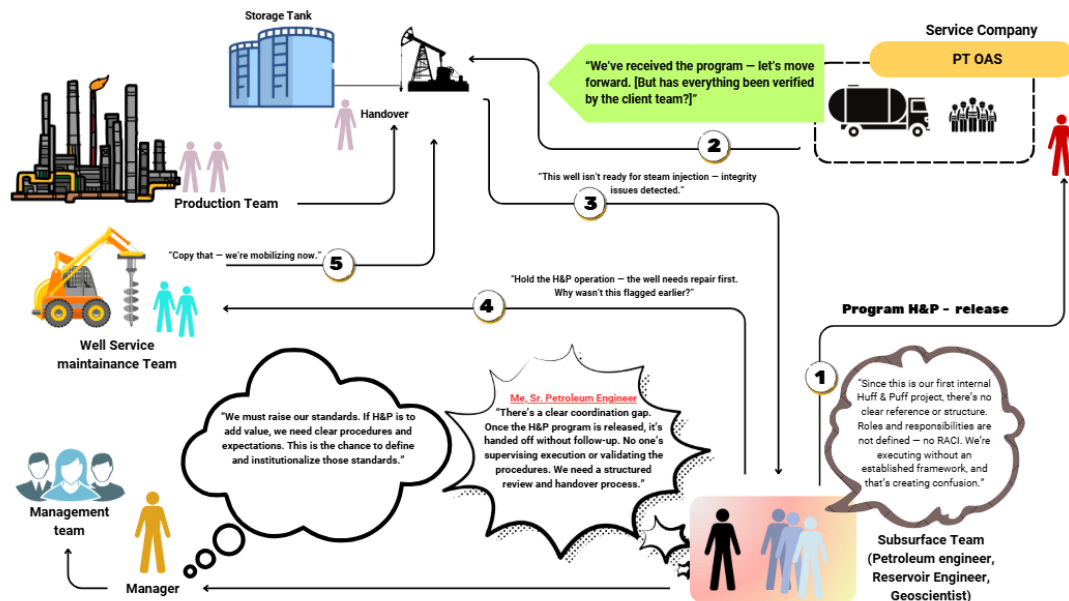 Storage Tank
Service Company
PT OAS
“We’ve received the program — let’s move
forward. [But has everything been verified
by the client team?]”
Handover
2
“This well isn’t ready for steam injection — integrity
issues detected.”
3
Production Team
“Copy that — we’re mobilizing now.”
5
“Hold the H&P operation — the well needs repair first.
Why wasn’t this flagged earlier?”
4
Program H&P - release
Well Service
maintainance Team
1
“Since this is our first internal
Huff & Puff project, there’s no
clear reference or structure.
Roles and responsibilities are
not defined — no RACI. We’re
executing without an
established framework, and
that’s creating confusion.”
“We must raise our standards. If H&P is to
add value, we need clear procedures and
expectations. This is the chance to define
and institutionalize those standards.”
Me, Sr. Petroleum Engineer
“There’s a clear coordination gap.
Once the H&P program is released, it’s
handed off without follow-up. No one’s
supervising execution or validating the
procedures. We need a structured
review and handover process.”
Management
team
Manager
Subsurface Team
(Petroleum engineer,
Reservoir Engineer,
Geoscientist)